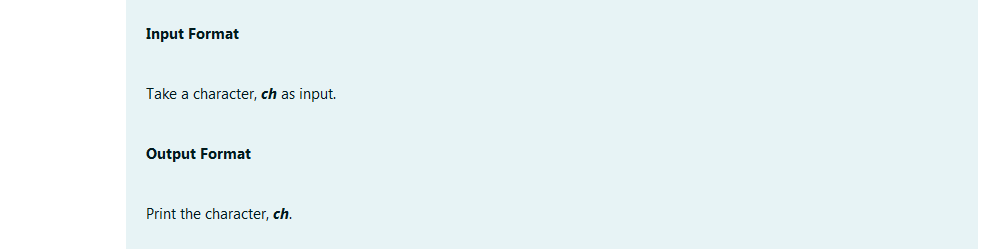 Input Format
Take a character, ch as input.
Output Format
Print the character, ch.